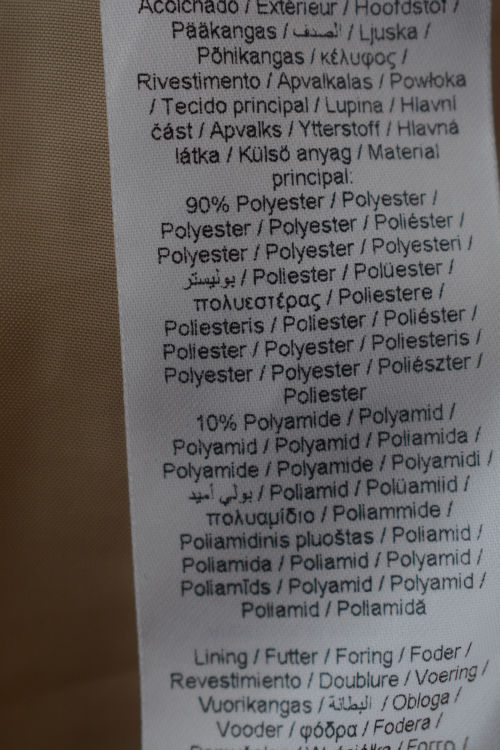 Acolchado / Extérieur / Hoofdstof /
Pääkangas / الصدف / Ljuska /
Põhikangas / κέλυφος /
Rivestimento / Apvalkalas / Powłoka
/ Tecido principal / Lupina / Hlavní
část / Apvalks / Ytterstoff / Hlavná
látka / Külsö anyag / Material
principal:
90% Polyester / Polyester /
Polyester / Polyester / Poliéster /
Polyester / Polyester / Polyesteri /
بوليستر / Poliester / Polüester /
πολυεστέρας / Poliestere /
Poliesteris / Poliester / Poliéster /
Poliester / Polyester / Poliesteris /
Polyester / Polyester / Poliészter /
Poliester
10% Polyamide / Polyamid /
Polyamid / Polyamid / Poliamida /
Polyamide / Polyamide / Polyamidi /
بولي أميد / Poliamid / Polüamiid /
πολυαμίδιο / Poliammide /
Poliamidinis pluoštas / Poliamid /
Poliamida / Poliamid / Polyamid /
Poliamīds / Polyamid / Polyamid /
Poliamid / Poliamidă
Lining / Futter / Foring / Foder /
Revestimiento / Doublure / Voering /
Vuorikangas / البطانة / Obloga /
Vooder / φόδρα / Fodera /
Forro /